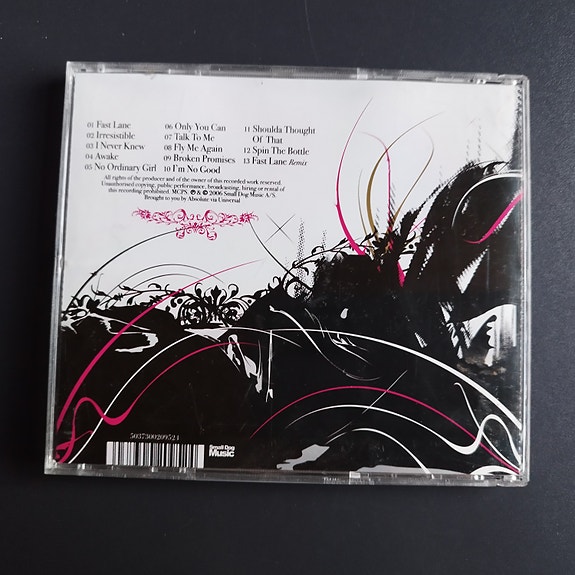 01 Fast Lane
02 Irresistible
03 I Never Knew
04 Awake
05 No Ordinary Girl
06 Only You Can
07 Talk To Me
08 Fly Me Again
09 Broken Promises
10 I'm No Good
11 Shoulda Thought
Of That
12 Spin The Bottle
13 Fast Lane Remix
All rights of the producer and of the owner of this recorded work reserved.
Unauthorised copying, public performance, broadcasting, hiring or rental of
this recording prohibited. MCPS. ℗ & © 2006 Small Dog Music A/S.
Brought to you by Absolute via Universal
5037300209524
Small Dog
Music